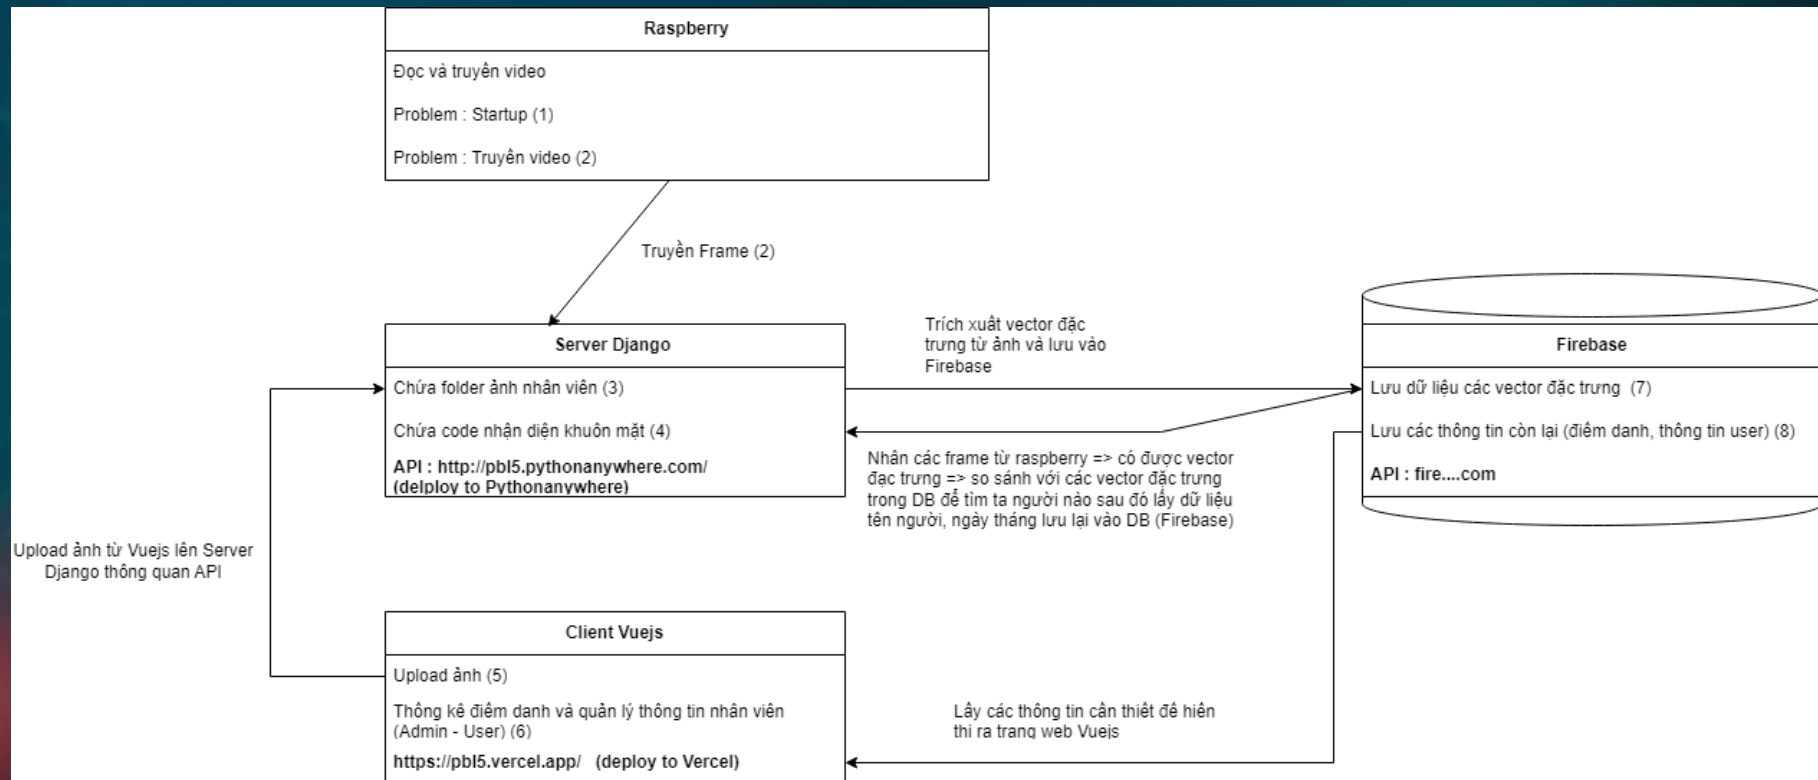 Raspberry
Đọc và truyền video
Problem : Startup (1)
Problem : Truyền video (2)
Truyền Frame (2)
Server Django
Chứa folder ảnh nhân viên (3)
Chứa code nhận diện khuôn mặt (4)
API : http://pbl5.pythonanywhere.com/
(delploy to Pythonanywhere)
Trích xuất vector đặc
trưng từ ảnh và lưu vào
Firebase
Firebase
Lưu dữ liệu các vector đặc trưng (7)
Lưu các thông tin còn lại (điểm danh, thông tin user) (8)
API : fire....com
Nhân các frame từ raspberry => có được vector
đạc trưng => so sánh với các vector đặc trưng
trong DB để tìm ta người nào sau đó lấy dữ liệu
tên người, ngày tháng lưu lại vào DB (Firebase)
Upload ảnh từ Vuejs lên Server
Django thông quan API
Client Vuejs
Upload ảnh (5)
Thống kê điểm danh và quản lý thông tin nhân viên
(Admin - User) (6)
https://pbl5.vercel.app/ (deploy to Vercel)
Lấy các thông tin cần thiết để hiên
thi ra trang web Vuejs